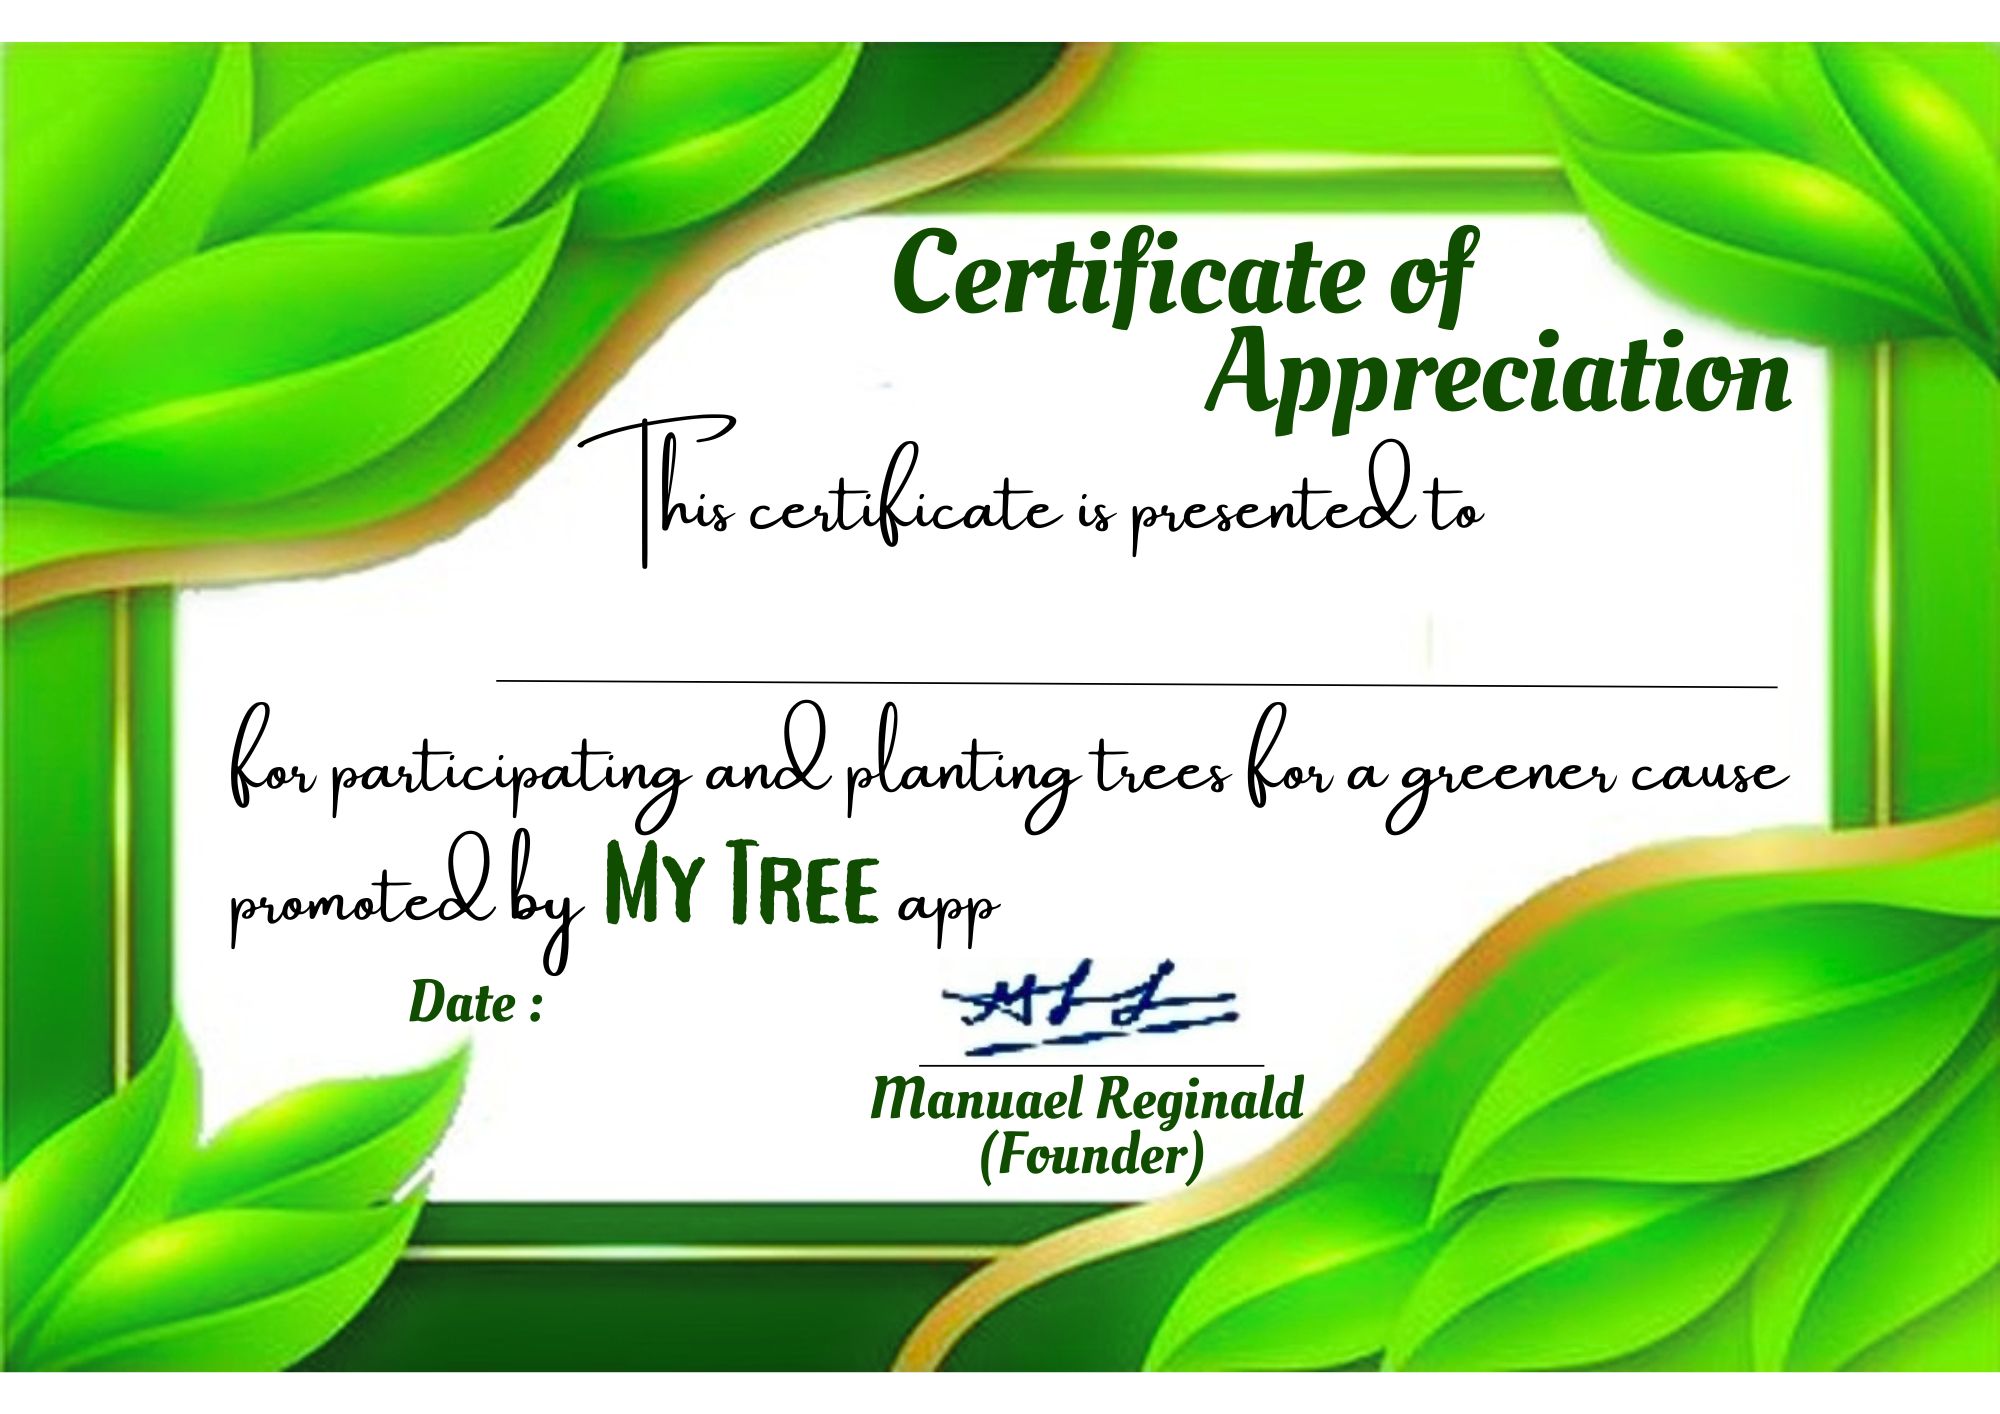 Certificate of
Appreciation
This certificate is presented to
for participating and planting trees for a greener cause
promoted by My Tree app
Date :
Manuael Reginald
(Founder)